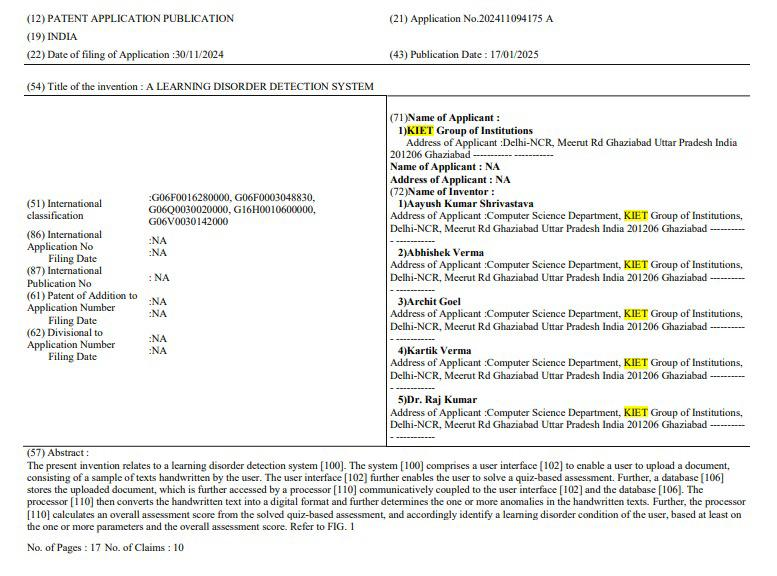 (12) PATENT APPLICATION PUBLICATION
(21) Application No.202411094175 A
(19) INDIA
(22) Date of filing of Application :30/11/2024
(43) Publication Date : 17/01/2025
(54) Title of the invention : A LEARNING DISORDER DETECTION SYSTEM
(51) International
classification
:G06F0016280000, G06F0003048830,
G06Q0030020000, G16H0010600000,
G06V0030142000
(86) International
Application No
:NA
Filing Date
:NA
(87) International
Publication No
: NA
(61) Patent of Addition to
Application Number
:NA
Filing Date
:NA
(62) Divisional to
Application Number
:NA
Filing Date
:NA
(71)Name of Applicant :
1)KIET Group of Institutions
Address of Applicant :Delhi-NCR, Meerut Rd Ghaziabad Uttar Pradesh India
201206 Ghaziabad ---------- -----------
Name of Applicant : NA
Address of Applicant : NA
(72)Name of Inventor :
1)Aayush Kumar Shrivastava
Address of Applicant :Computer Science Department, KIET Group of Institutions,
Delhi-NCR, Meerut Rd Ghaziabad Uttar Pradesh India 201206 Ghaziabad ---------
- -----------
2)Abhishek Verma
Address of Applicant :Computer Science Department, KIET Group of Institutions,
Delhi-NCR, Meerut Rd Ghaziabad Uttar Pradesh India 201206 Ghaziabad ---------
- -----------
3)Archit Goel
Address of Applicant :Computer Science Department, KIET Group of Institutions,
Delhi-NCR, Meerut Rd Ghaziabad Uttar Pradesh India 201206 Ghaziabad ---------
- -----------
4)Kartik Verma
Address of Applicant :Computer Science Department, KIET Group of Institutions,
Delhi-NCR, Meerut Rd Ghaziabad Uttar Pradesh India 201206 Ghaziabad ---------
- -----------
5)Dr. Raj Kumar
Address of Applicant :Computer Science Department, KIET Group of Institutions,
Delhi-NCR, Meerut Rd Ghaziabad Uttar Pradesh India 201206 Ghaziabad ---------
- -----------
(57) Abstract :
The present invention relates to a learning disorder detection system [100]. The system [100] comprises a user interface [102] to enable a user to upload a document,
consisting of a sample of texts handwritten by the user. The user interface [102] further enables the user to solve a quiz-based assessment. Further, a database [106]
stores the uploaded document, which is further accessed by a processor [110] communicatively coupled to the user interface [102] and the database [106]. The
processor [110] then converts the handwritten text into a digital format and further determines the one or more anomalies in the handwritten texts. Further, the processor
[110] calculates an overall assessment score from the solved quiz-based assessment, and accordingly identify a learning disorder condition of the user, based at least on
the one or more parameters and the overall assessment score. Refer to FIG. 1
No. of Pages : 17 No. of Claims : 10